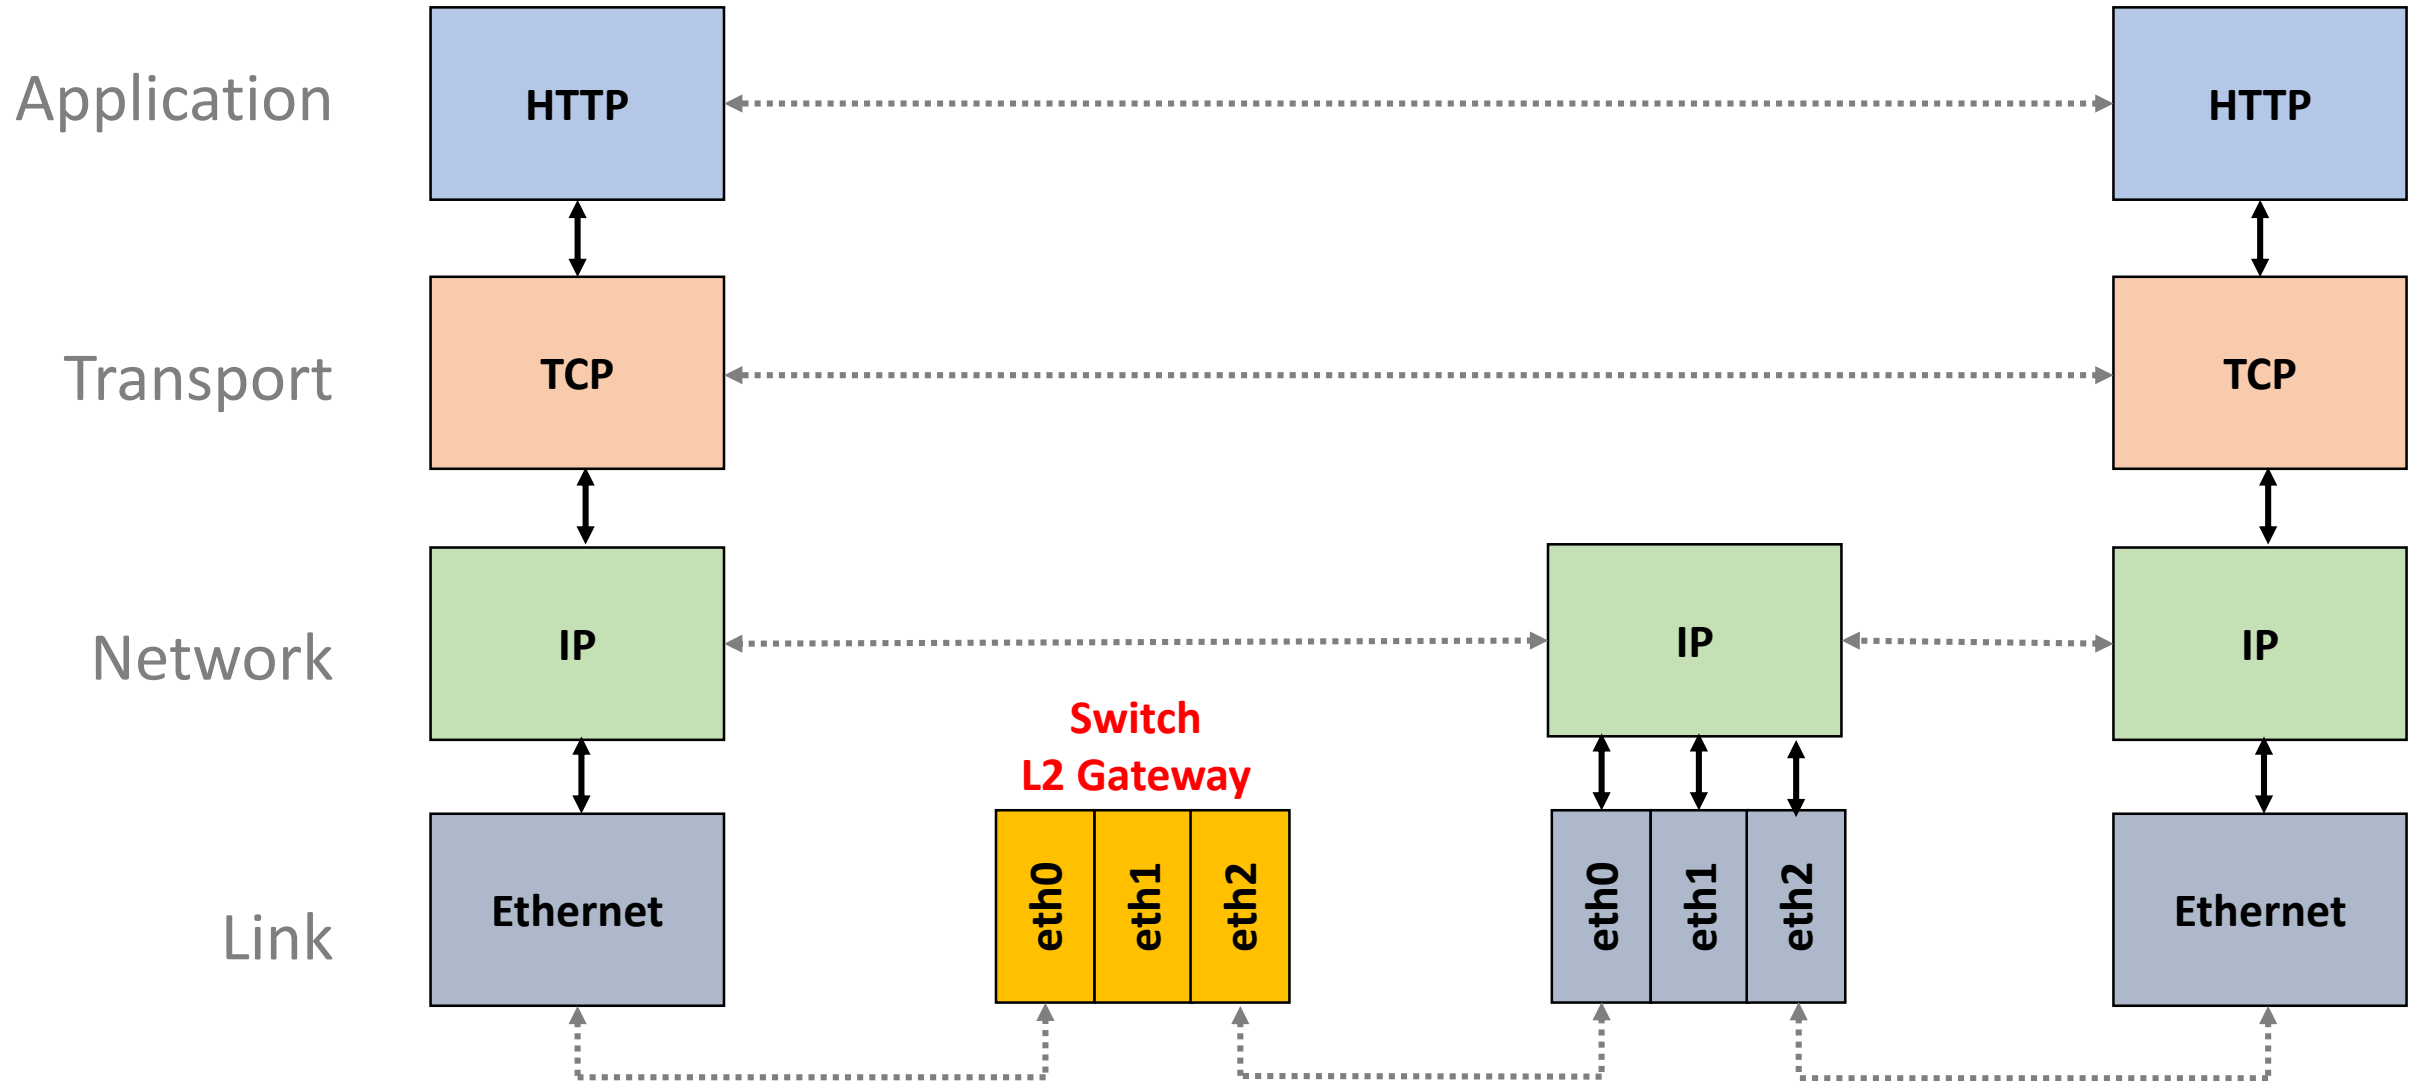 Application
HTTP
HTTP
Transport
TCP
TCP
Network
IP
IP
IP
Switch
L2 Gateway
Link
Ethernet
eth0
eth1
eth2
eth0
eth1
eth2
Ethernet